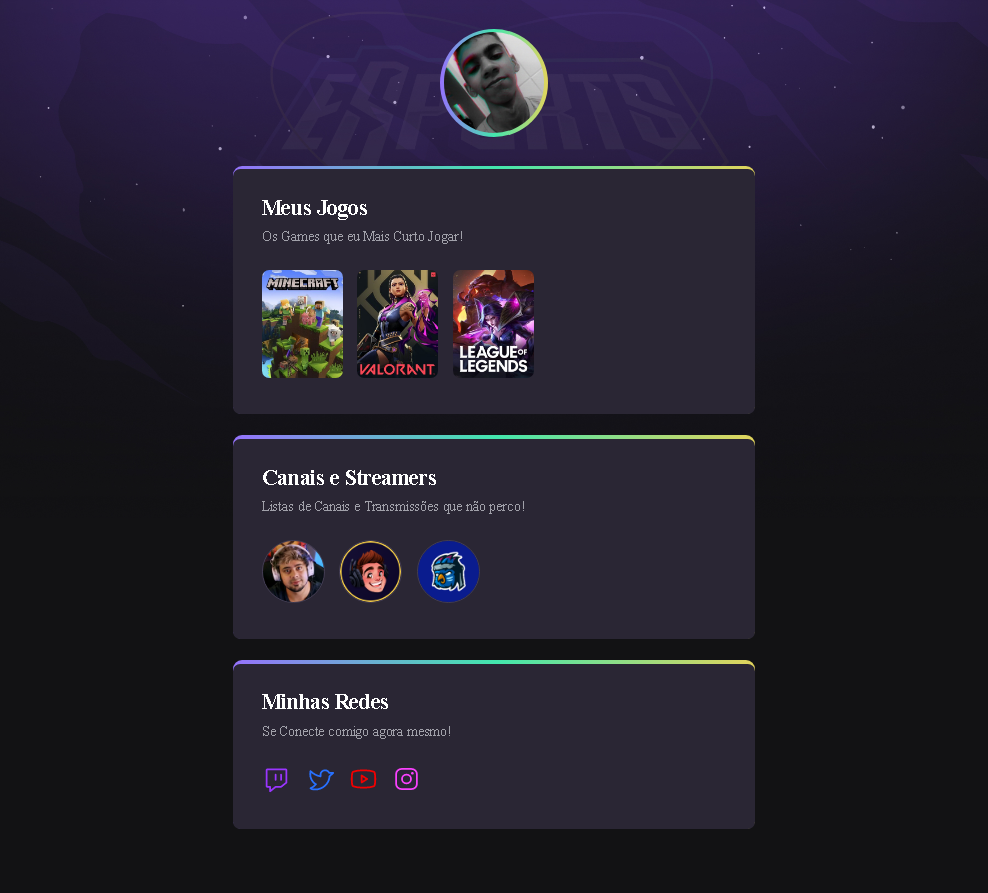 ESPORTS
Meus Jogos
Os Games que eu Mais Curto Jogar!
MINECRAFT
VALORANT
LEAGUE OF
LEGENDS
Canais e Streamers
Listas de Canais e Transmissões que não perco!
Minhas Redes
Se Conecte comigo agora mesmo!